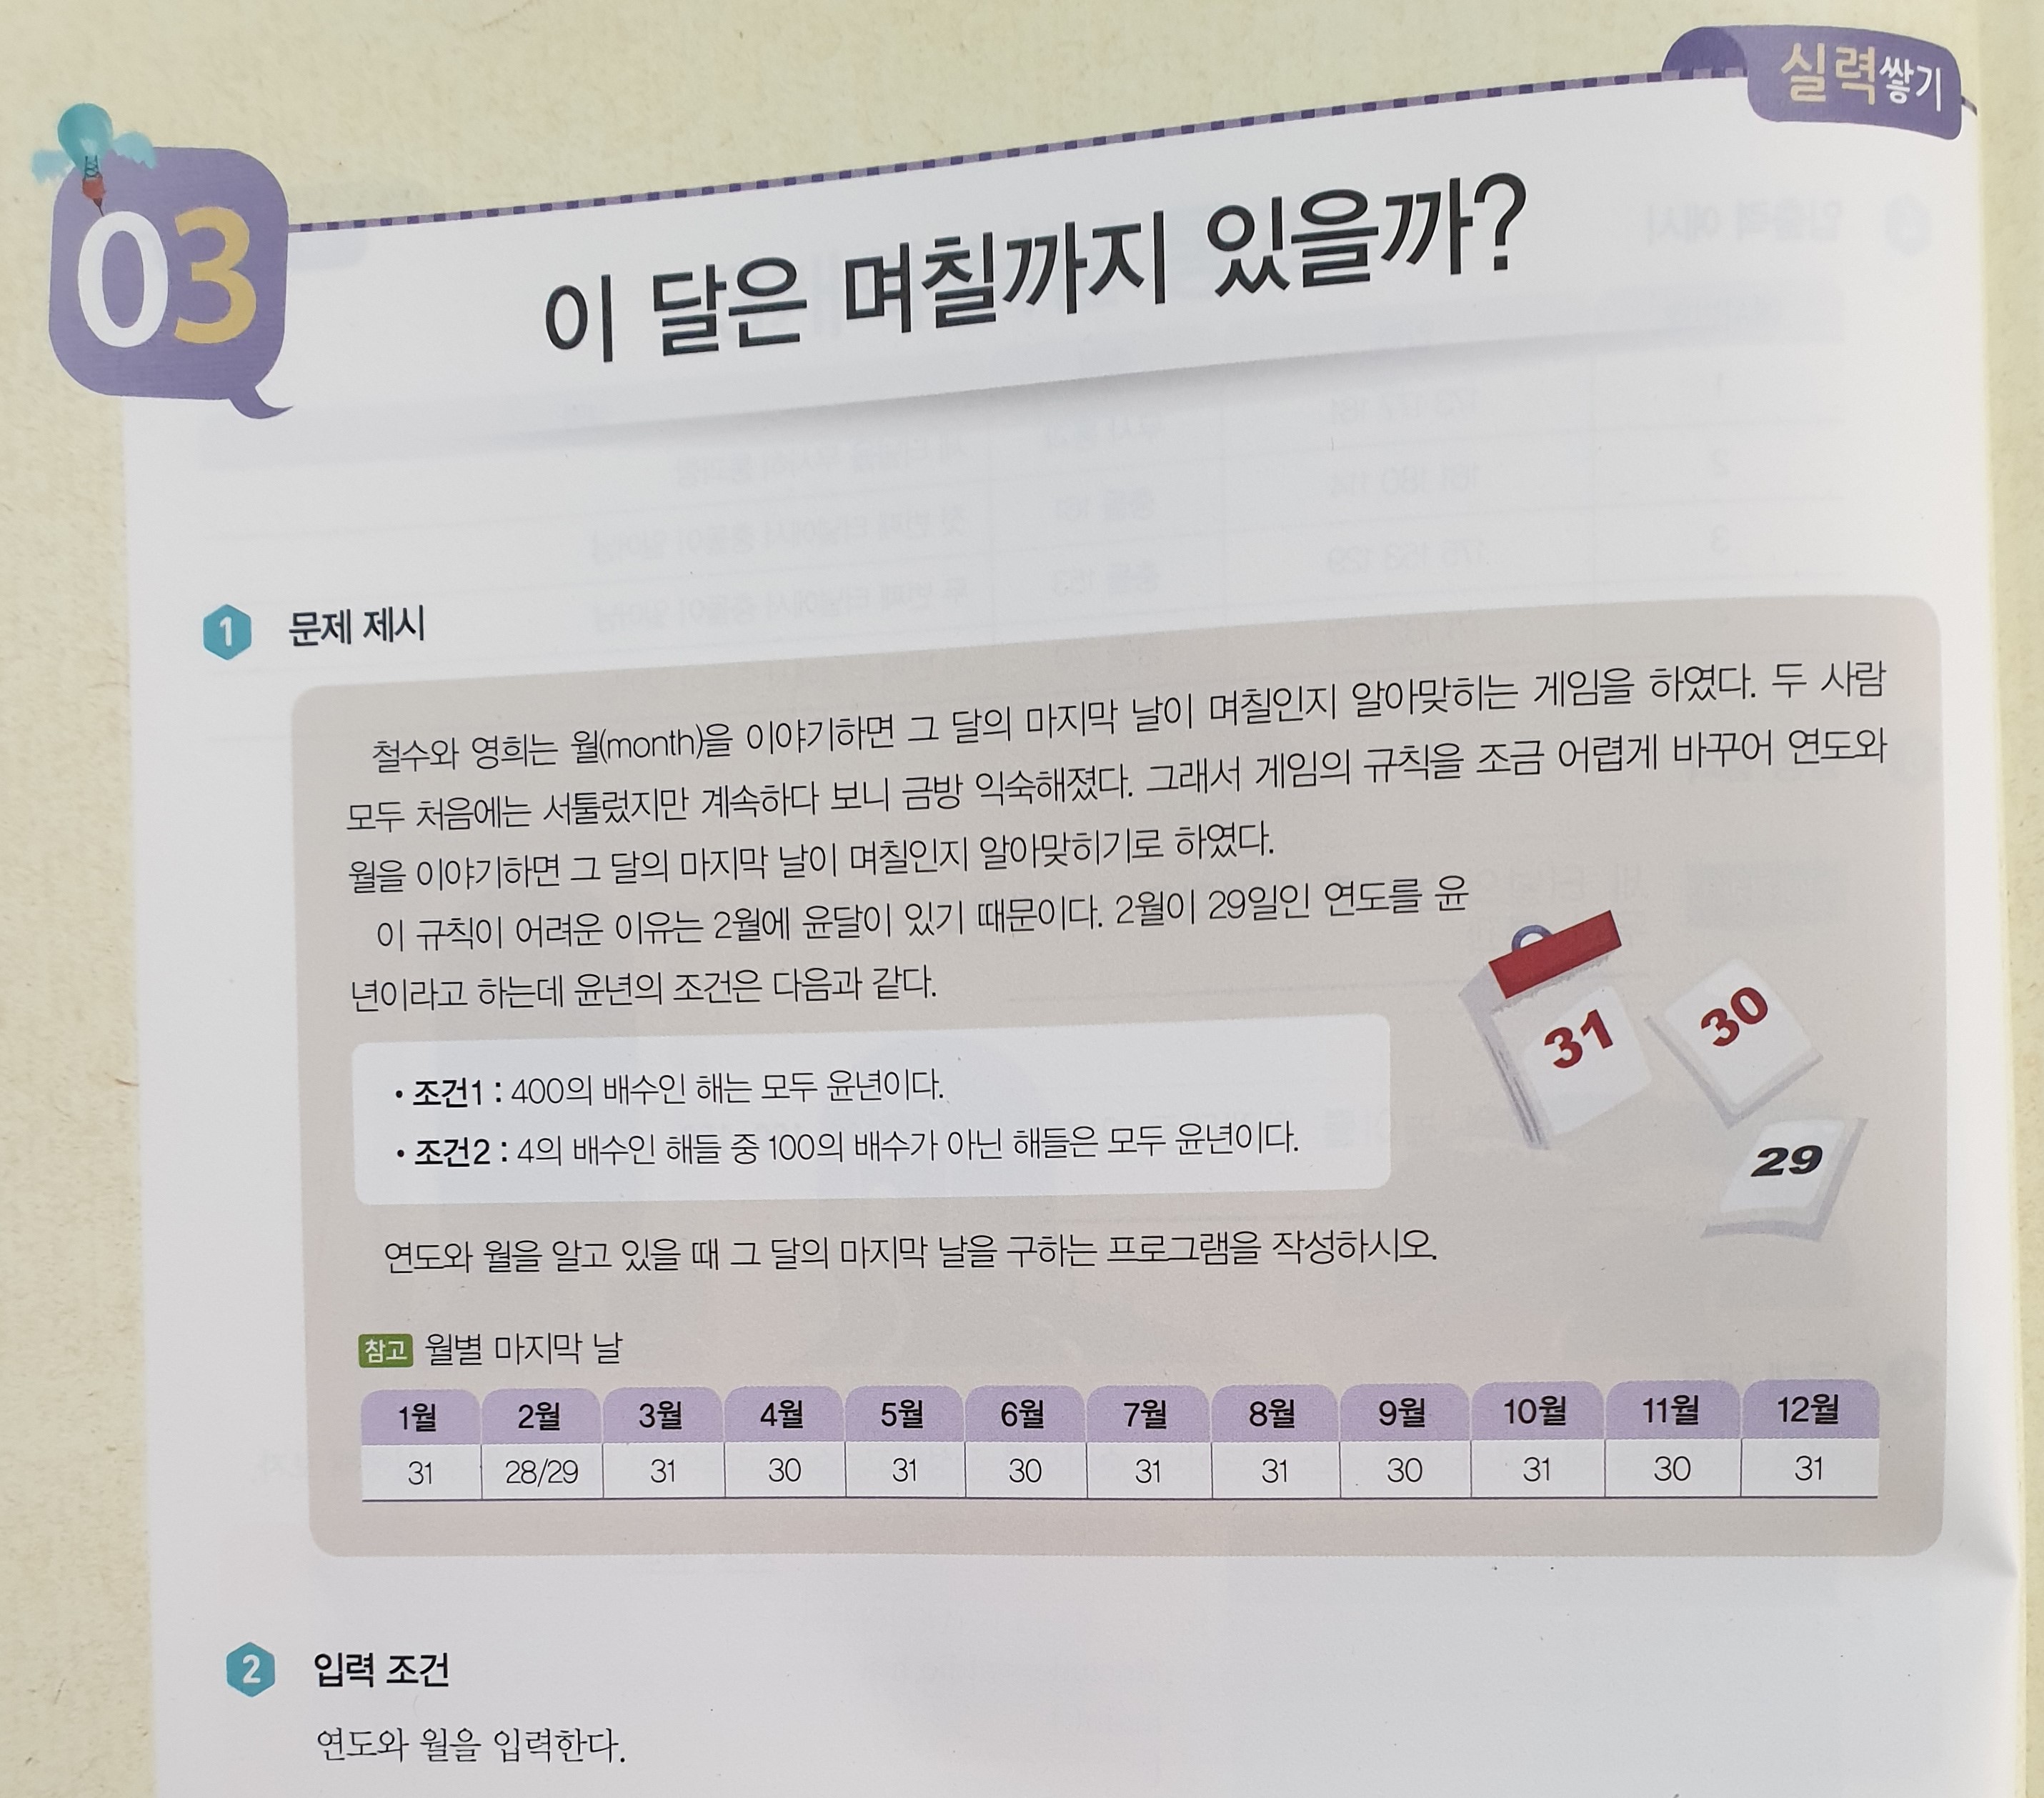 실력쌓기
03
이 달은 며칠까지 있을까?
1 문제 제시
철수와 영희는 월(month)을 이야기하면 그 달의 마지막 날이 며칠인지 알아맞히는 게임을 하였다. 두 사람
모두 처음에는 서툴렀지만 계속하다 보니 금방 익숙해졌다. 그래서 게임의 규칙을 조금 어렵게 바꾸어 연도와
월을 이야기하면 그 달의 마지막 날이 며칠인지 알아맞히기로 하였다.
이 규칙이 어려운 이유는 2월에 윤달이 있기 때문이다. 2월이 29일인 연도를 윤
년이라고 하는데 윤년의 조건은 다음과 같다.
31
30
29
• 조건1 : 400의 배수인 해는 모두 윤년이다.
• 조건2 : 4의 배수인 해들 중 100의 배수가 아닌 해들은 모두 윤년이다.
연도와 월을 알고 있을 때 그 달의 마지막 날을 구하는 프로그램을 작성하시오.
참고 월별 마지막 날
1월 2월 3월 4월 5월 6월 7월 8월 9월 10월 11월 12월
31 28/29 31 30 31 30 31 31 30 31 30 31
2 입력 조건
연도와 월을 입력한다.